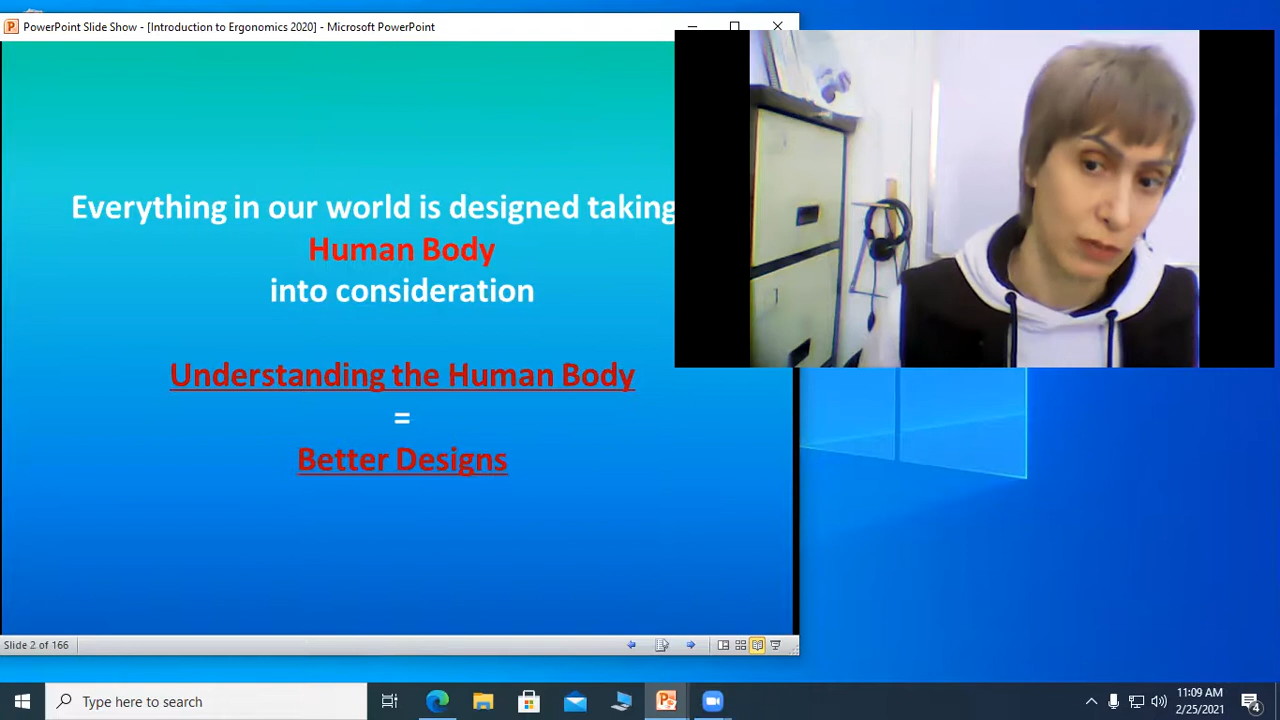 PowerPoint Slide Show - [Introduction to Ergonomics 2020] - Microsoft PowerPoint
Everything in our world is designed taking
Human Body
into consideration
Understanding the Human Body
=
Better Designs
Slide 2 of 166
Type here to search
11:09 AM
2/25/2021
4